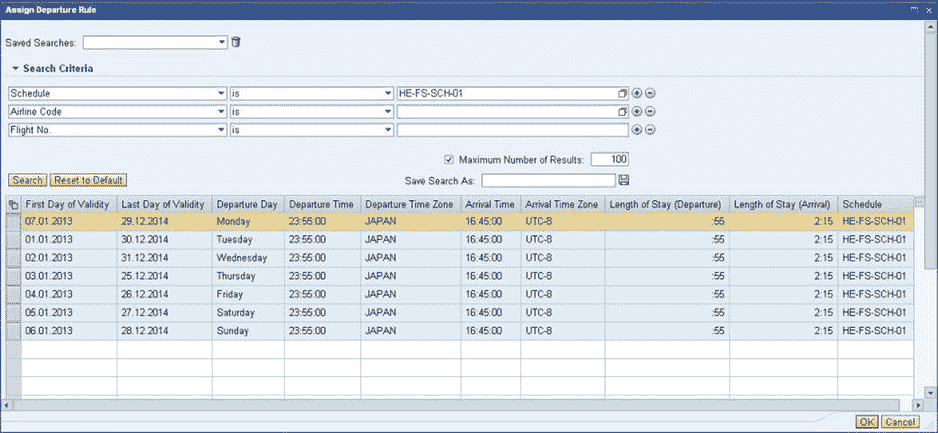 Assign Departure Rule
Saved Searches:
Search Criteria
Schedule is HE-FS-SCH-01
Airline Code is
Flight No. is
Maximum Number of Results: 100
Search Reset to Default Save Search As:
First Day of Validity Last Day of Validity Departure Day Departure Time Departure Time Zone Arrival Time Arrival Time Zone Length of Stay (Departure) Length of Stay (Arrival) Schedule
07.01.2013 29.12.2014 Monday 23:55:00 JAPAN 16:45:00 UTC-8 :55 2:15 HE-FS-SCH-01
01.01.2013 30.12.2014 Tuesday 23:55:00 JAPAN 16:45:00 UTC-8 :55 2:15 HE-FS-SCH-01
02.01.2013 31.12.2014 Wednesday 23:55:00 JAPAN 16:45:00 UTC-8 :55 2:15 HE-FS-SCH-01
03.01.2013 25.12.2014 Thursday 23:55:00 JAPAN 16:45:00 UTC-8 :55 2:15 HE-FS-SCH-01
04.01.2013 26.12.2014 Friday 23:55:00 JAPAN 16:45:00 UTC-8 :55 2:15 HE-FS-SCH-01
05.01.2013 27.12.2014 Saturday 23:55:00 JAPAN 16:45:00 UTC-8 :55 2:15 HE-FS-SCH-01
06.01.2013 28.12.2014 Sunday 23:55:00 JAPAN 16:45:00 UTC-8 :55 2:15 HE-FS-SCH-01
OK Cancel